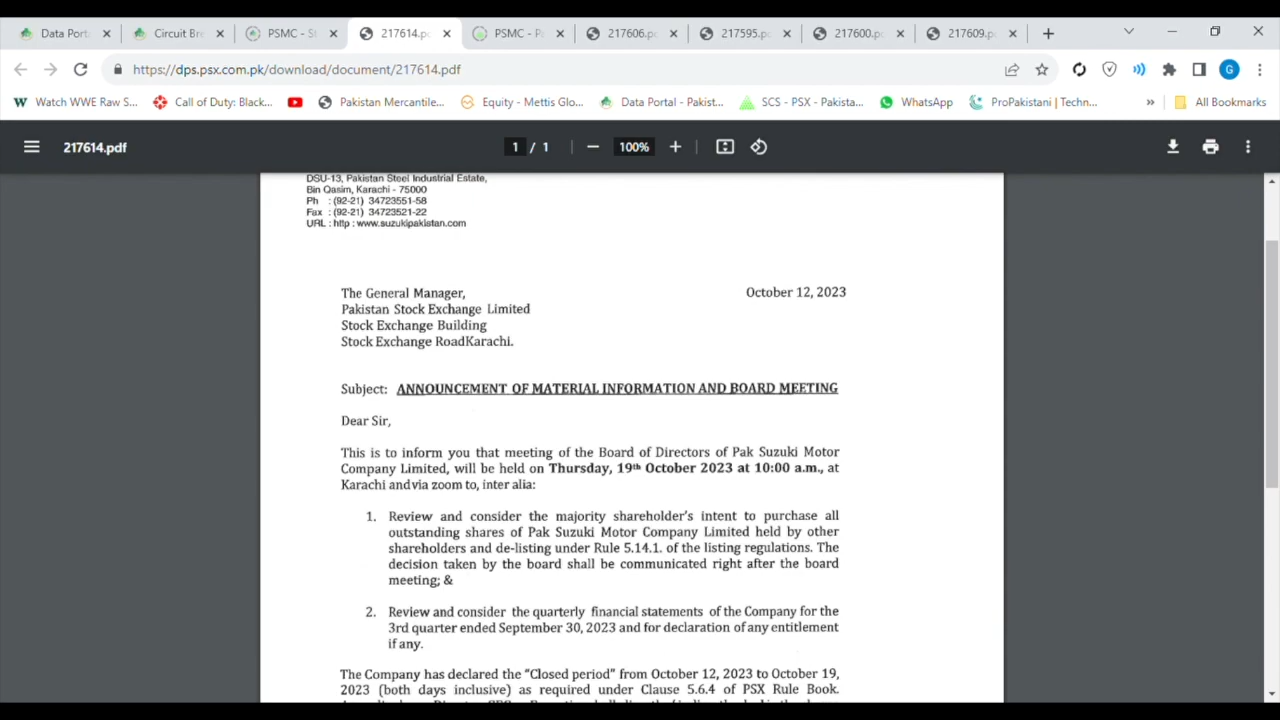 Data Port
Circuit Bre
PSMC - S
217614.pd
PSMC - P
217606.pd
217595.pd
217600.pd
217609.pd
https://dps.psx.com.pk/download/document/217614.pdf
G
Watch WWE Raw S...
Call of Duty: Black...
Pakistan Mercantile...
Equity - Mettis Glo...
Data Portal - Pakist...
SCS - PSX - Pakista...
WhatsApp
ProPakistani | Techn...
»
All Bookmarks
217614.pdf
1 / 1
100%
DSU-13, Pakistan Steel Industrial Estate,
Bin Qasim, Karachi - 75000
Ph : (92-21) 34723551-58
Fax : (92-21) 34723521-22
URL : http : www.suzukipakistan.com
The General Manager,
October 12, 2023
Pakistan Stock Exchange Limited
Stock Exchange Building
Stock Exchange RoadKarachi.
Subject: ANNOUNCEMENT OF MATERIAL INFORMATION AND BOARD MEETING
Dear Sir,
This is to inform you that meeting of the Board of Directors of Pak Suzuki Motor
Company Limited, will be held on Thursday, 19th October 2023 at 10:00 a.m., at
Karachi and via zoom to, inter alia:
1. Review and consider the majority shareholder's intent to purchase all
outstanding shares of Pak Suzuki Motor Company Limited held by other
shareholders and de-listing under Rule 5.14.1. of the listing regulations. The
decision taken by the board shall be communicated right after the board
meeting; &
2. Review and consider the quarterly financial statements of the Company for the
3rd quarter ended September 30, 2023 and for declaration of any entitlement
if any.
The Company has declared the "Closed period" from October 12, 2023 to October 19,
2023 (both days inclusive) as required under Clause 5.6.4 of PSX Rule Book.